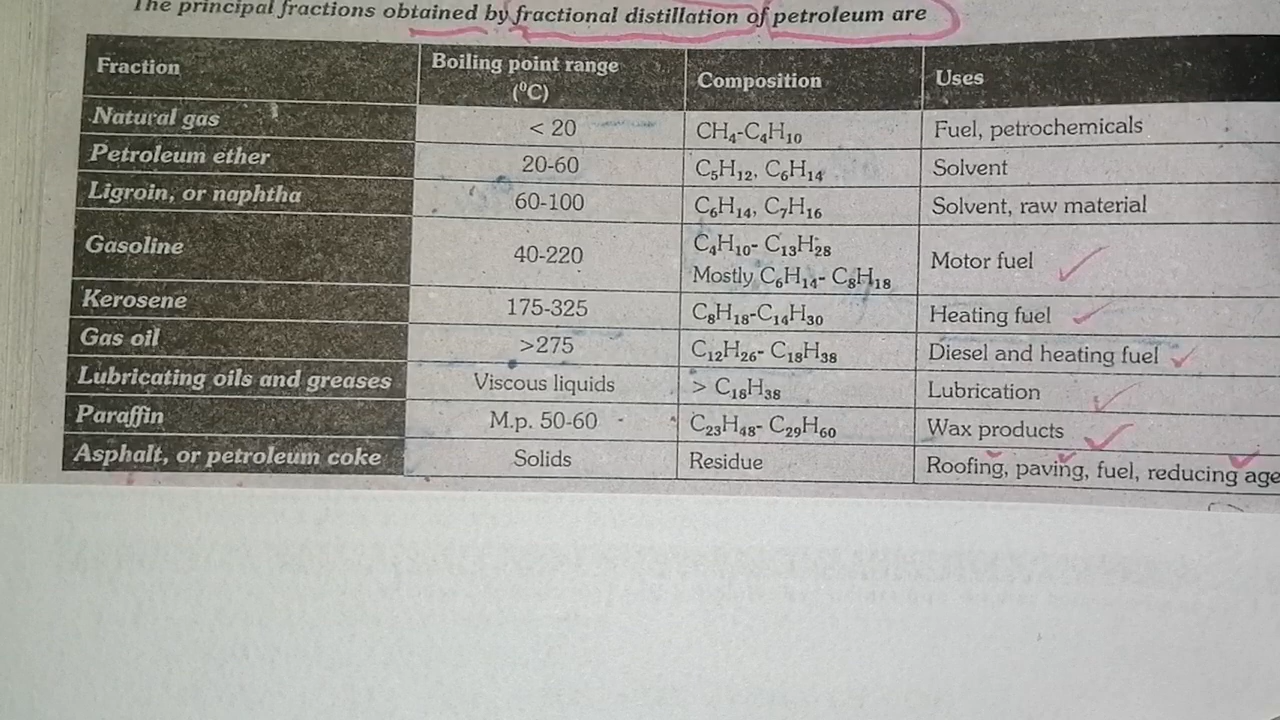 The principal fractions obtained by fractional distillation of petroleum are
Fraction | Boiling point range (⁰C) | Composition | Uses
Natural gas | < 20 | CH₄-C₄H₁₀ | Fuel, petrochemicals
Petroleum ether | 20-60 | C₅H₁₂, C₆H₁₄ | Solvent
Ligroin, or naphtha | 60-100 | C₆H₁₄, C₇H₁₆ | Solvent, raw material
Gasoline | 40-220 | C₄H₁₀- C₁₃H₂₈ Mostly C₆H₁₄- C₈H₁₈ | Motor fuel
Kerosene | 175-325 | C₈H₁₈-C₁₄H₃₀ | Heating fuel
Gas oil | >275 | C₁₂H₂₆- C₁₈H₃₈ | Diesel and heating fuel
Lubricating oils and greases | Viscous liquids | > C₁₈H₃₈ | Lubrication
Paraffin | M.p. 50-60 | C₂₃H₄₈- C₂₉H₆₀ | Wax products
Asphalt, or petroleum coke | Solids | Residue | Roofing, paving, fuel, reducing age